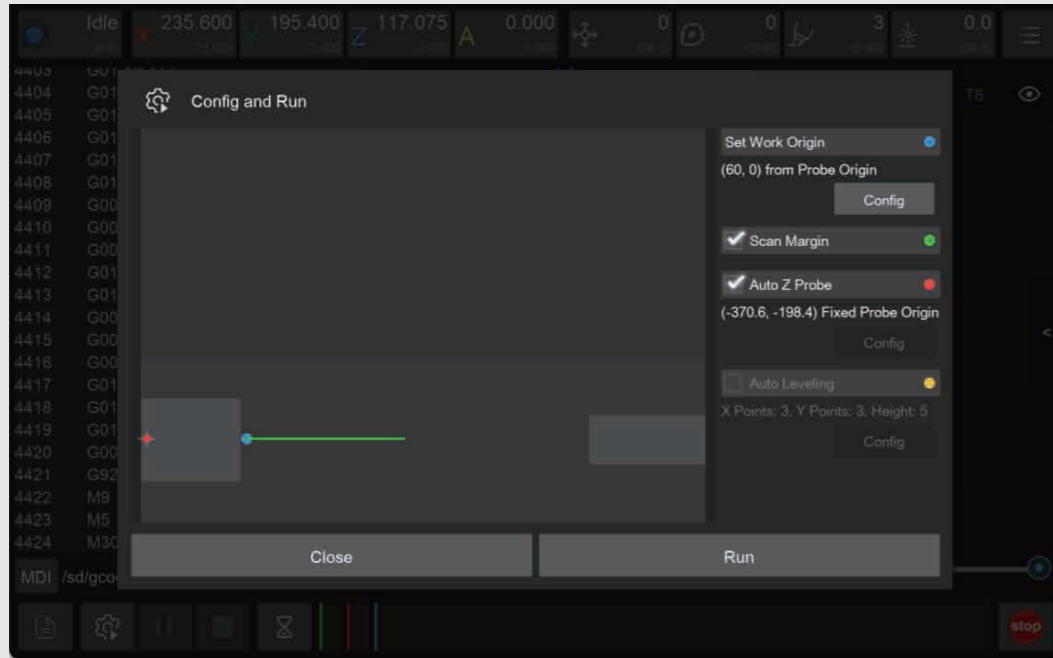 Idle 235.600 195.400 117.075 0.000 0 0 3 0.0
X Y Z A
4403 G01
4404 G01 T6
4405 G01
4406 G01
4407 G01
4408 G01
4409 G00
4410 G00
4411 G00
4412 G01
4413 G01
4414 G00
4415 G00
4416 G00
4417 G01
4418 G01
4419 G01
4420 G00
4421 G92
4422 M9
4423 M5
4424 M30
Config and Run
Set Work Origin
(60, 0) from Probe Origin
Config
Scan Margin
Auto Z Probe
(-370.6, -198.4) Fixed Probe Origin
Config
Auto Leveling
X Points: 3, Y Points: 3, Height: 5
Config
Close
Run
MDI /sd/gco
<
stop